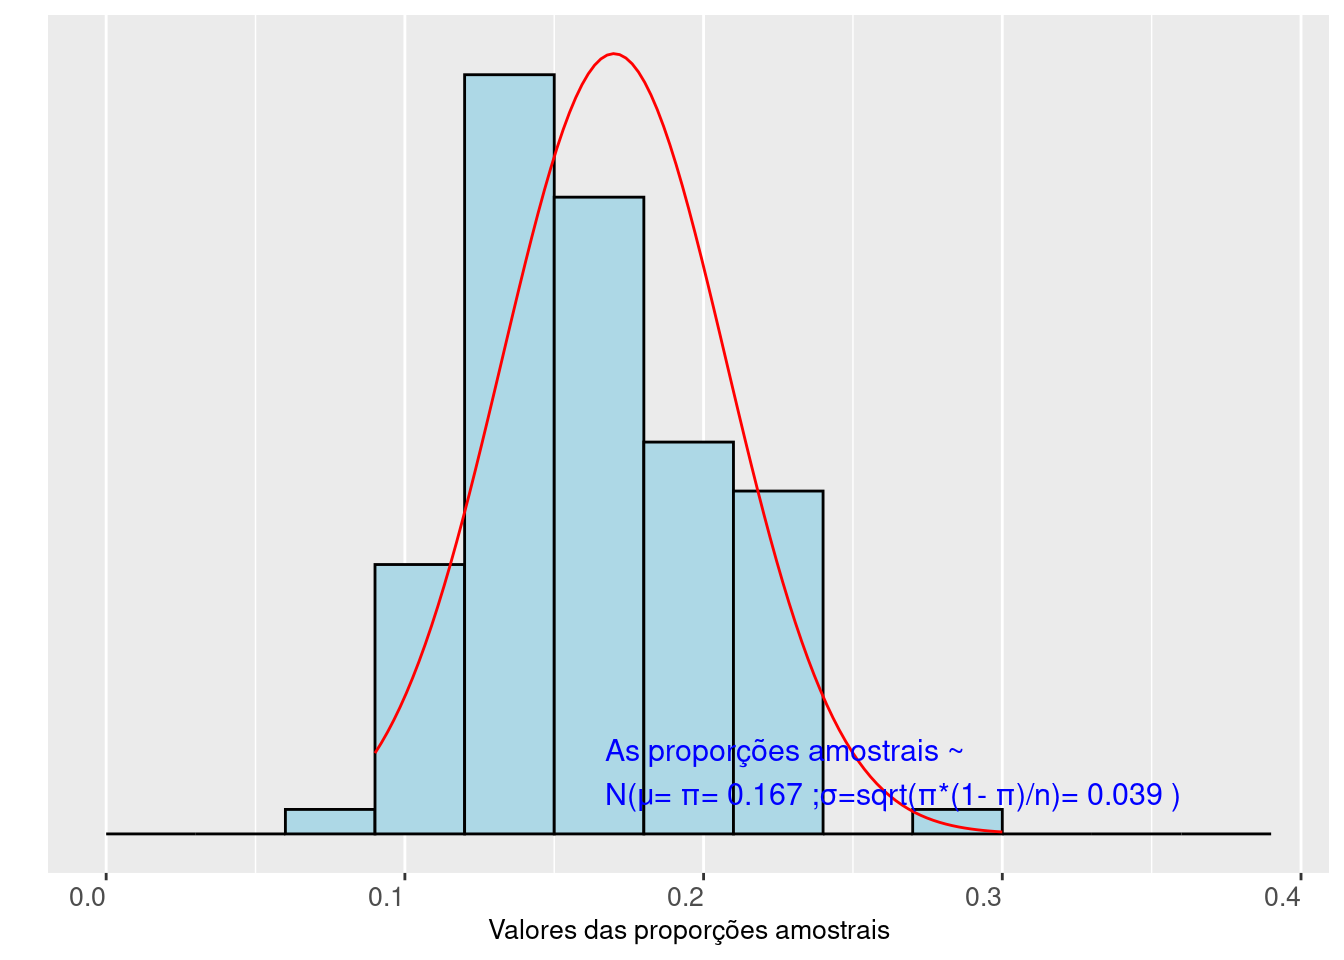 As proporções amostrais ~
N(μ= π= 0.167 ;σ=sqrt(π*(1- π)/n)= 0.039 )
0.0 0.1 0.2 0.3 0.4
Valores das proporções amostrais